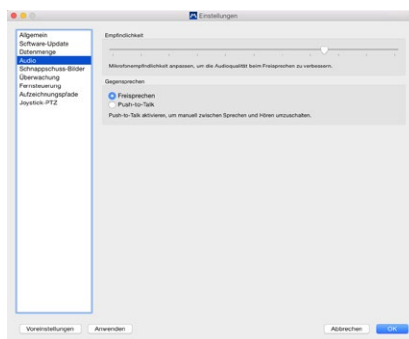 Einstellungen
Allgemein
Software-Update
Datenmenge
Audio
Schnappschuss-Bilder
Überwachung
Fernsteuerung
Aufzeichnungspfade
Joystick-PTZ
Empfindlichkeit
Mikrofonempfindlichkeit anpassen, um die Audioqualität beim Freisprechen zu verbessern.
Gegensprechen
Freisprechen
Push-to-Talk
Push-to-Talk aktivieren, um manuell zwischen Sprechen und Hören umzuschalten.
Voreinstellungen
Anwenden
Abbrechen
OK